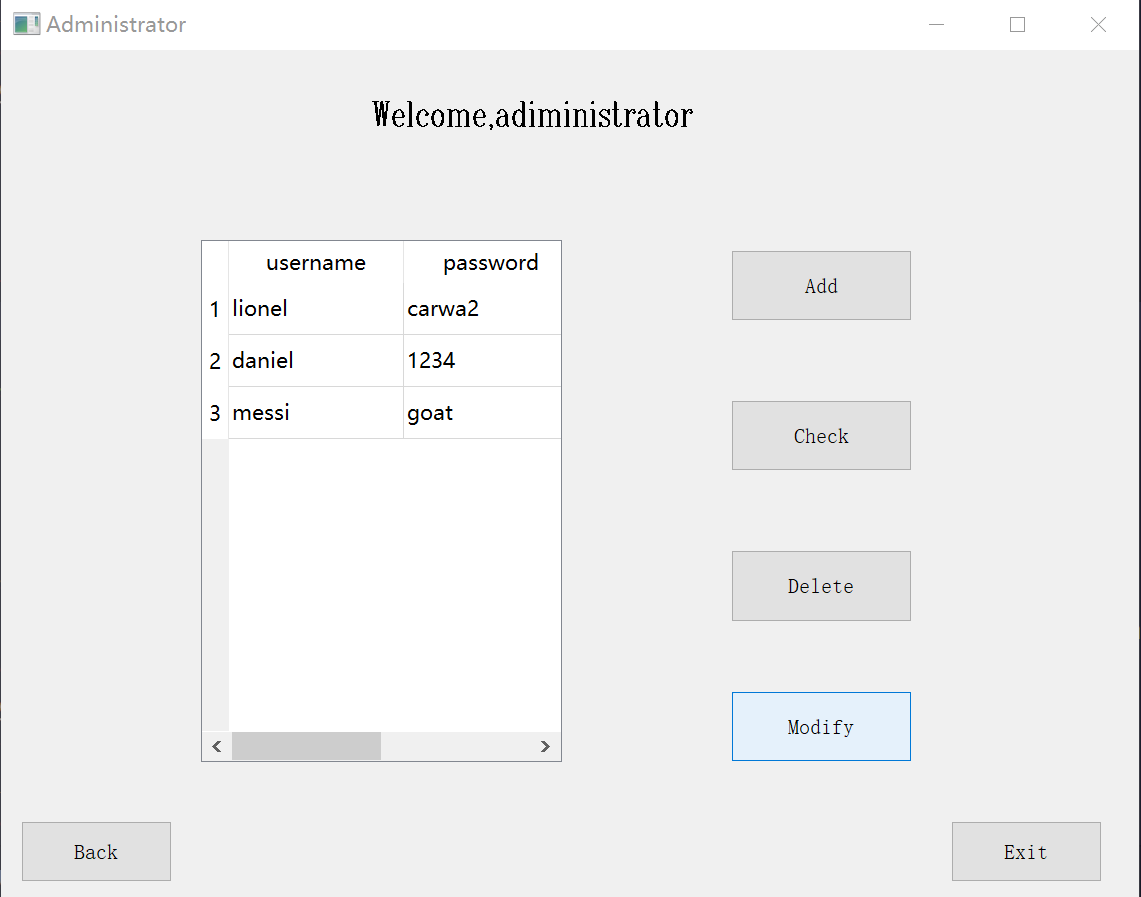 Administrator
Welcome,adiministrator
username password
1 lionel carwa2
2 daniel 1234
3 messi goat
Add
Check
Delete
Modify
Back
Exit